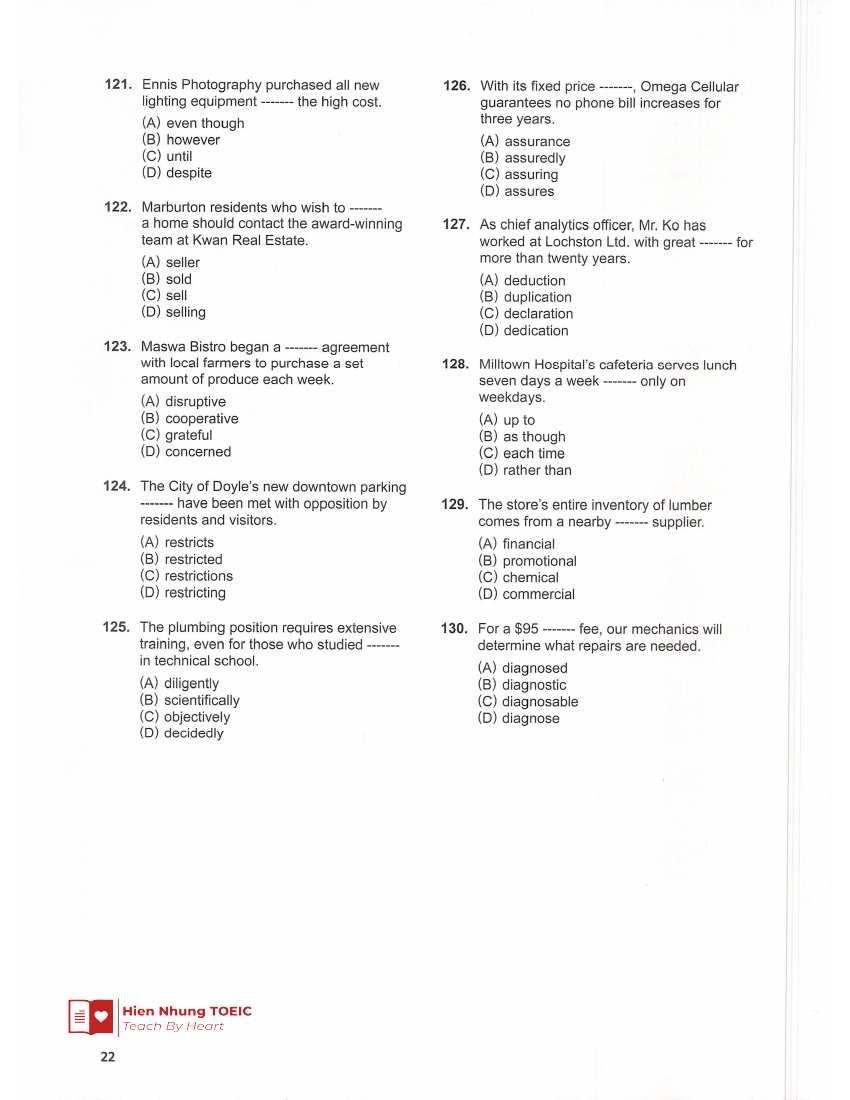 121. Ennis Photography purchased all new
lighting equipment ------- the high cost.
(A) even though
(B) however
(C) until
(D) despite
122. Marburton residents who wish to -------
a home should contact the award-winning
team at Kwan Real Estate.
(A) seller
(B) sold
(C) sell
(D) selling
123. Maswa Bistro began a ------- agreement
with local farmers to purchase a set
amount of produce each week.
(A) disruptive
(B) cooperative
(C) grateful
(D) concerned
124. The City of Doyle's new downtown parking
------- have been met with opposition by
residents and visitors.
(A) restricts
(B) restricted
(C) restrictions
(D) restricting
125. The plumbing position requires extensive
training, even for those who studied -------
in technical school.
(A) diligently
(B) scientifically
(C) objectively
(D) decidedly
126. With its fixed price -------, Omega Cellular
guarantees no phone bill increases for
three years.
(A) assurance
(B) assuredly
(C) assuring
(D) assures
127. As chief analytics officer, Mr. Ko has
worked at Lochston Ltd. with great ------- for
more than twenty years.
(A) deduction
(B) duplication
(C) declaration
(D) dedication
128. Milltown Hospital's cafeteria serves lunch
seven days a week ------- only on
weekdays.
(A) up to
(B) as though
(C) each time
(D) rather than
129. The store's entire inventory of lumber
comes from a nearby ------- supplier.
(A) financial
(B) promotional
(C) chemical
(D) commercial
130. For a $95 ------- fee, our mechanics will
determine what repairs are needed.
(A) diagnosed
(B) diagnostic
(C) diagnosable
(D) diagnose
Hien Nhung TOEIC
Teach By Heart
22